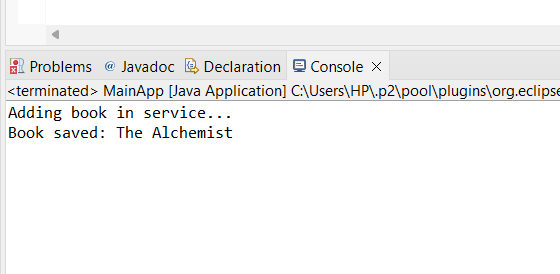 Problems @ Javadoc Declaration Console
<terminated> MainApp [Java Application] C:\Users\HP\.p2\pool\plugins\org.eclipse
Adding book in service...
Book saved: The Alchemist